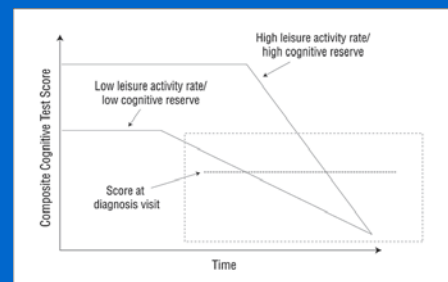 High leisure activity rate/
high cognitive reserve
Low leisure activity rate/
low cognitive reserve
Score at
diagnosis visit
Composite Cognitive Test Score
Time